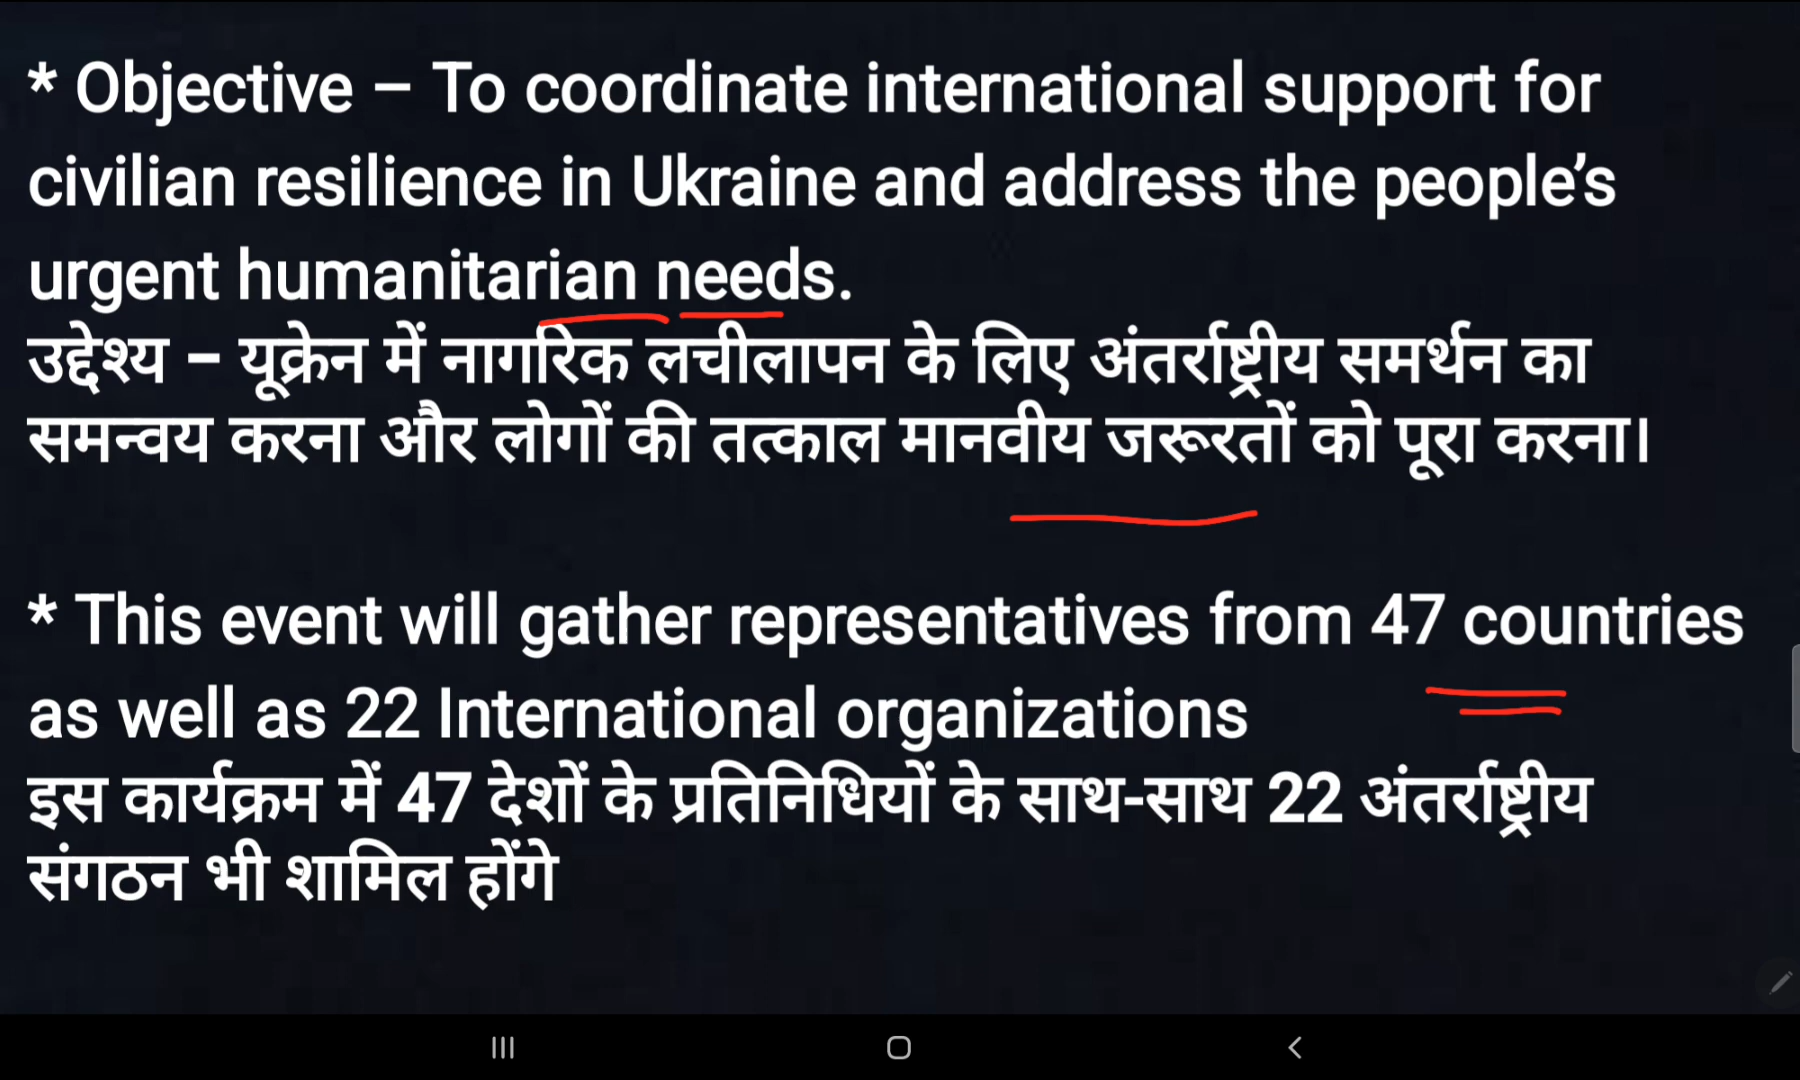 * Objective – To coordinate international support for
civilian resilience in Ukraine and address the people’s
urgent humanitarian needs.
उद्देश्य – यूक्रेन में नागरिक लचीलापन के लिए अंतर्राष्ट्रीय समर्थन का
समन्वय करना और लोगों की तत्काल मानवीय जरूरतों को पूरा करना।
* This event will gather representatives from 47 countries
as well as 22 International organizations
इस कार्यक्रम में 47 देशों के प्रतिनिधियों के साथ-साथ 22 अंतर्राष्ट्रीय
संगठन भी शामिल होंगे